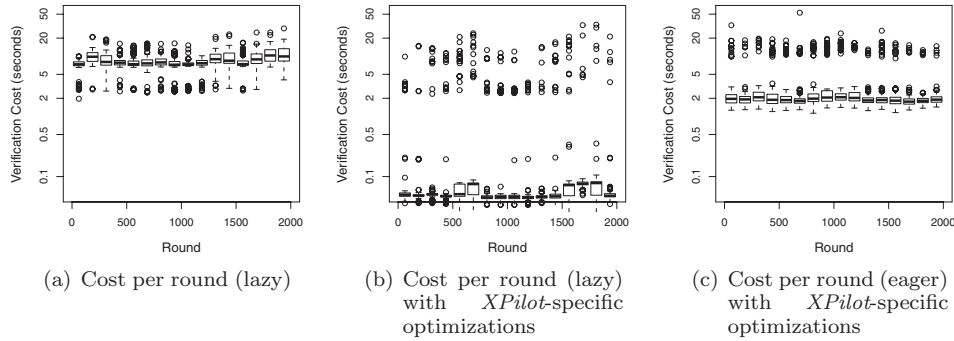 50
20
5
2
0.5
0.1
Verification Cost (seconds)
0
500
1000
1500
2000
Round
(a) Cost per round (lazy)
50
20
5
2
0.5
0.1
Verification Cost (seconds)
0
500
1000
1500
2000
Round
(b) Cost per round (lazy)
with XPilot-specific
optimizations
50
20
5
2
0.5
0.1
Verification Cost (seconds)
0
500
1000
1500
2000
Round
(c) Cost per round (eager)
with XPilot-specific
optimizations